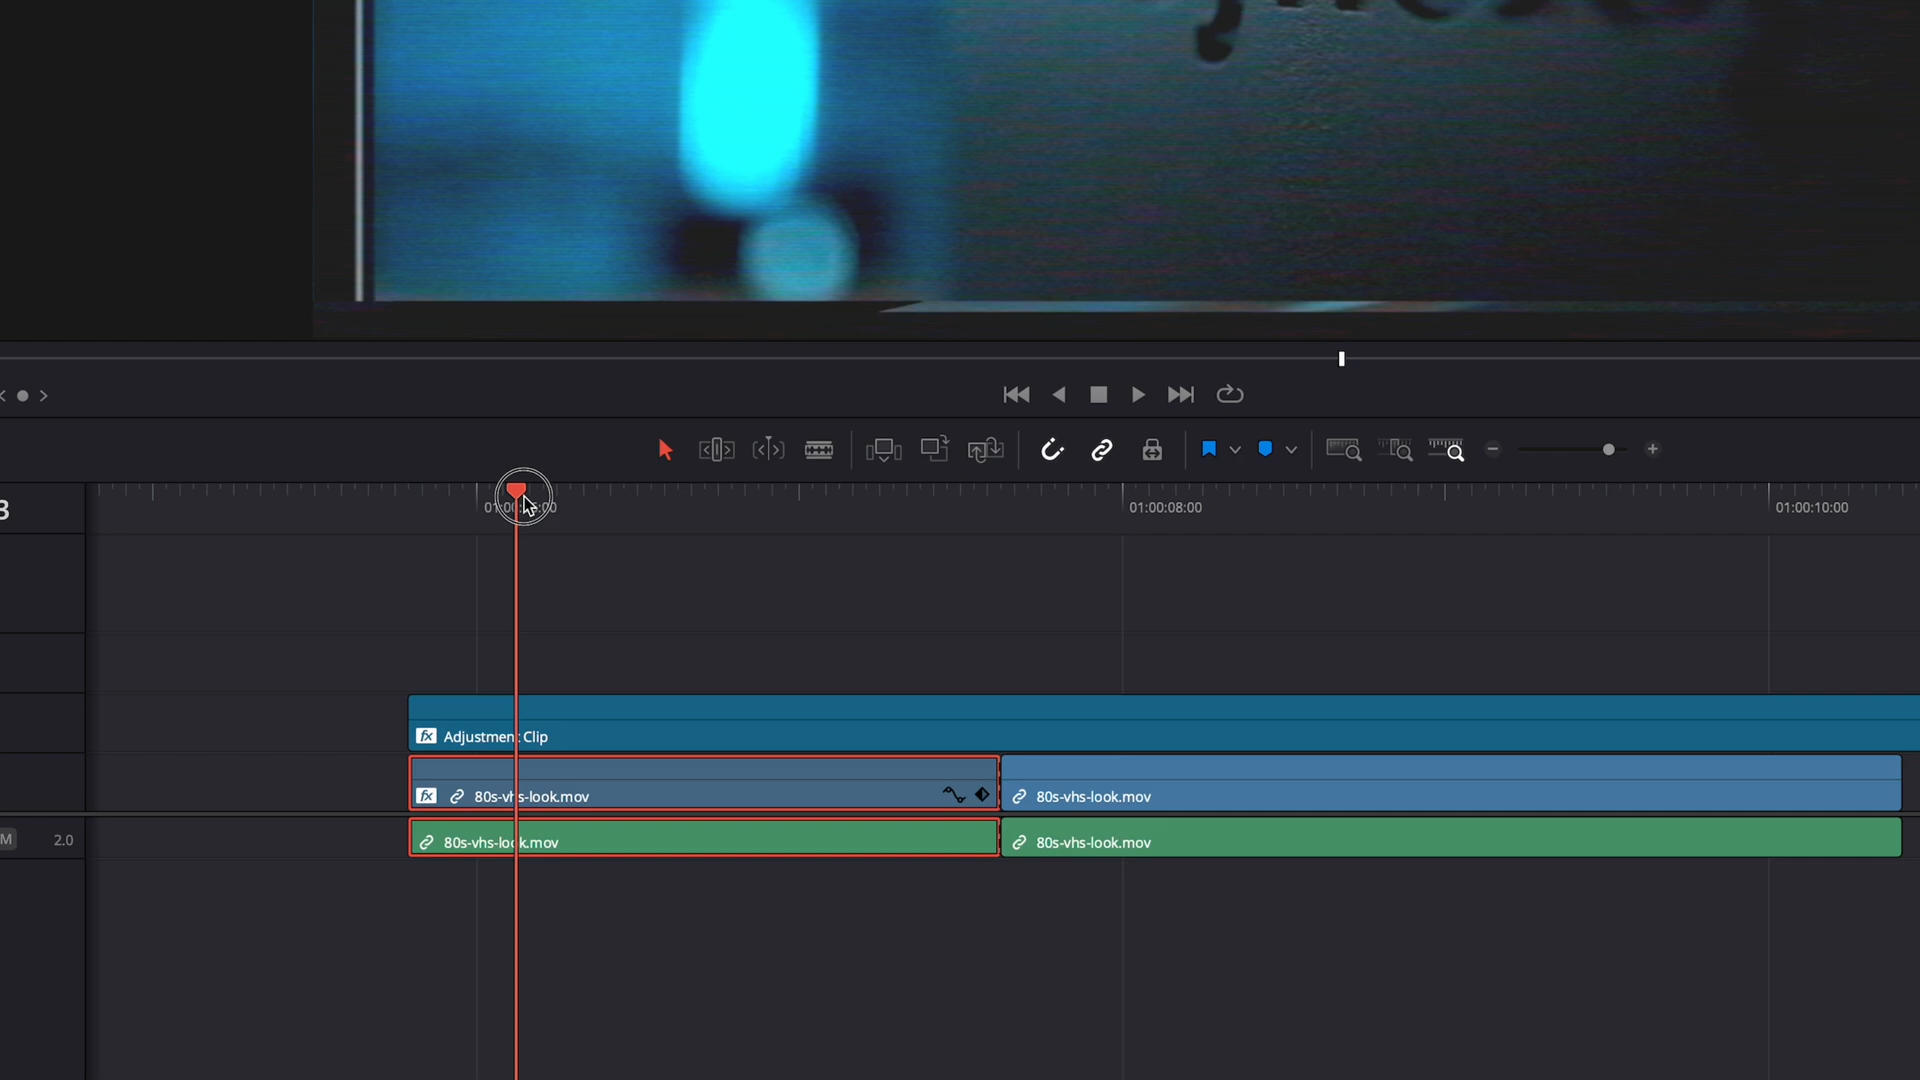 3
01:00:08:00
01:00:10:00
fx Adjustment Clip
fx 80s-vhs-look.mov
80s-vhs-look.mov
M 2.0
80s-vhs-look.mov
80s-vhs-look.mov